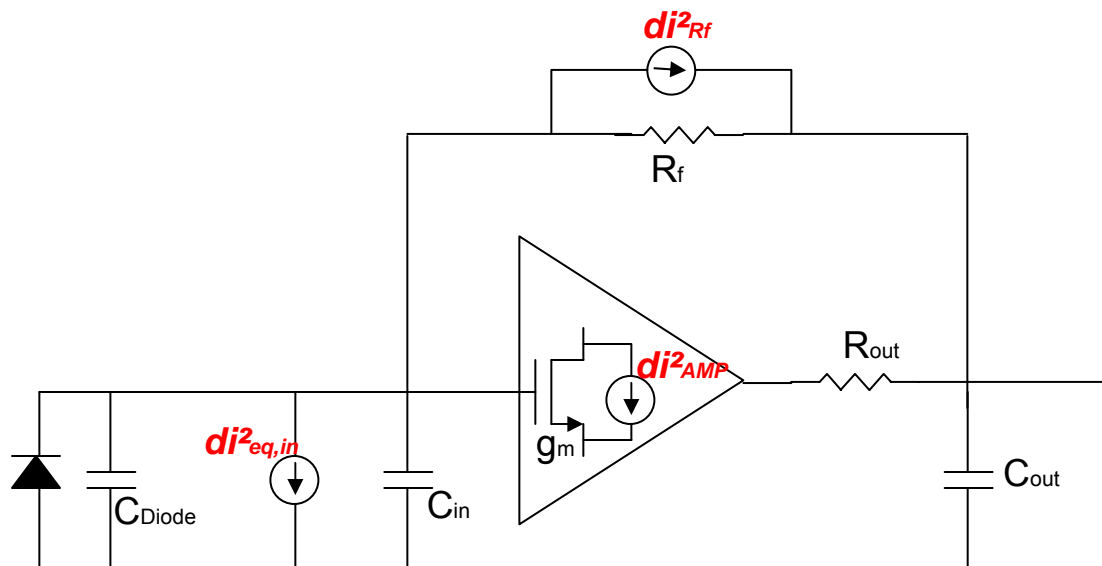 di²Rf
Rf
Rout
di²AMP
gm
di²eq,in
CDiode
Cin
Cout